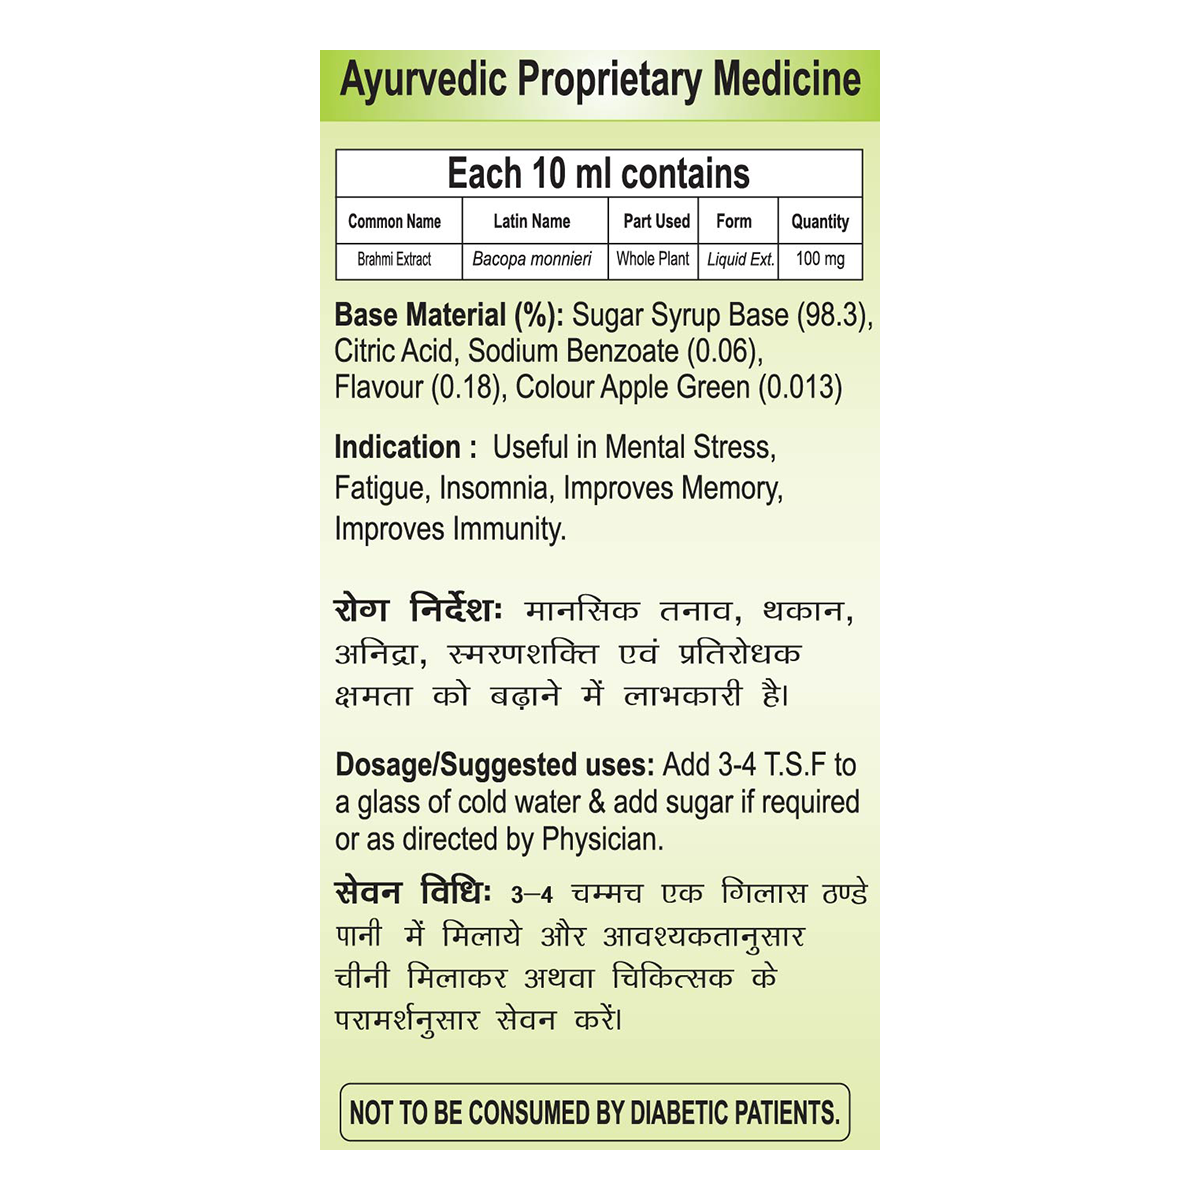 Ayurvedic Proprietary Medicine
Each 10 ml contains
Common Name Latin Name Part Used Form Quantity
Brahmi Extract Bacopa monnieri Whole Plant Liquid Ext. 100 mg
Base Material (%): Sugar Syrup Base (98.3),
Citric Acid, Sodium Benzoate (0.06),
Flavour (0.18), Colour Apple Green (0.013)
Indication : Useful in Mental Stress,
Fatigue, Insomnia, Improves Memory,
Improves Immunity.
रोग निर्देशः मानसिक तनाव, थकान,
अनिद्रा, स्मरणशक्ति एवं प्रतिरोधक
क्षमता को बढ़ाने में लाभकारी है।
Dosage/Suggested uses: Add 3-4 T.S.F to
a glass of cold water & add sugar if required
or as directed by Physician.
सेवन विधिः 3–4 चम्मच एक गिलास ठण्डे
पानी में मिलाये और आवश्यकतानुसार
चीनी मिलाकर अथवा चिकित्सक के
परामर्शनुसार सेवन करें।
NOT TO BE CONSUMED BY DIABETIC PATIENTS.